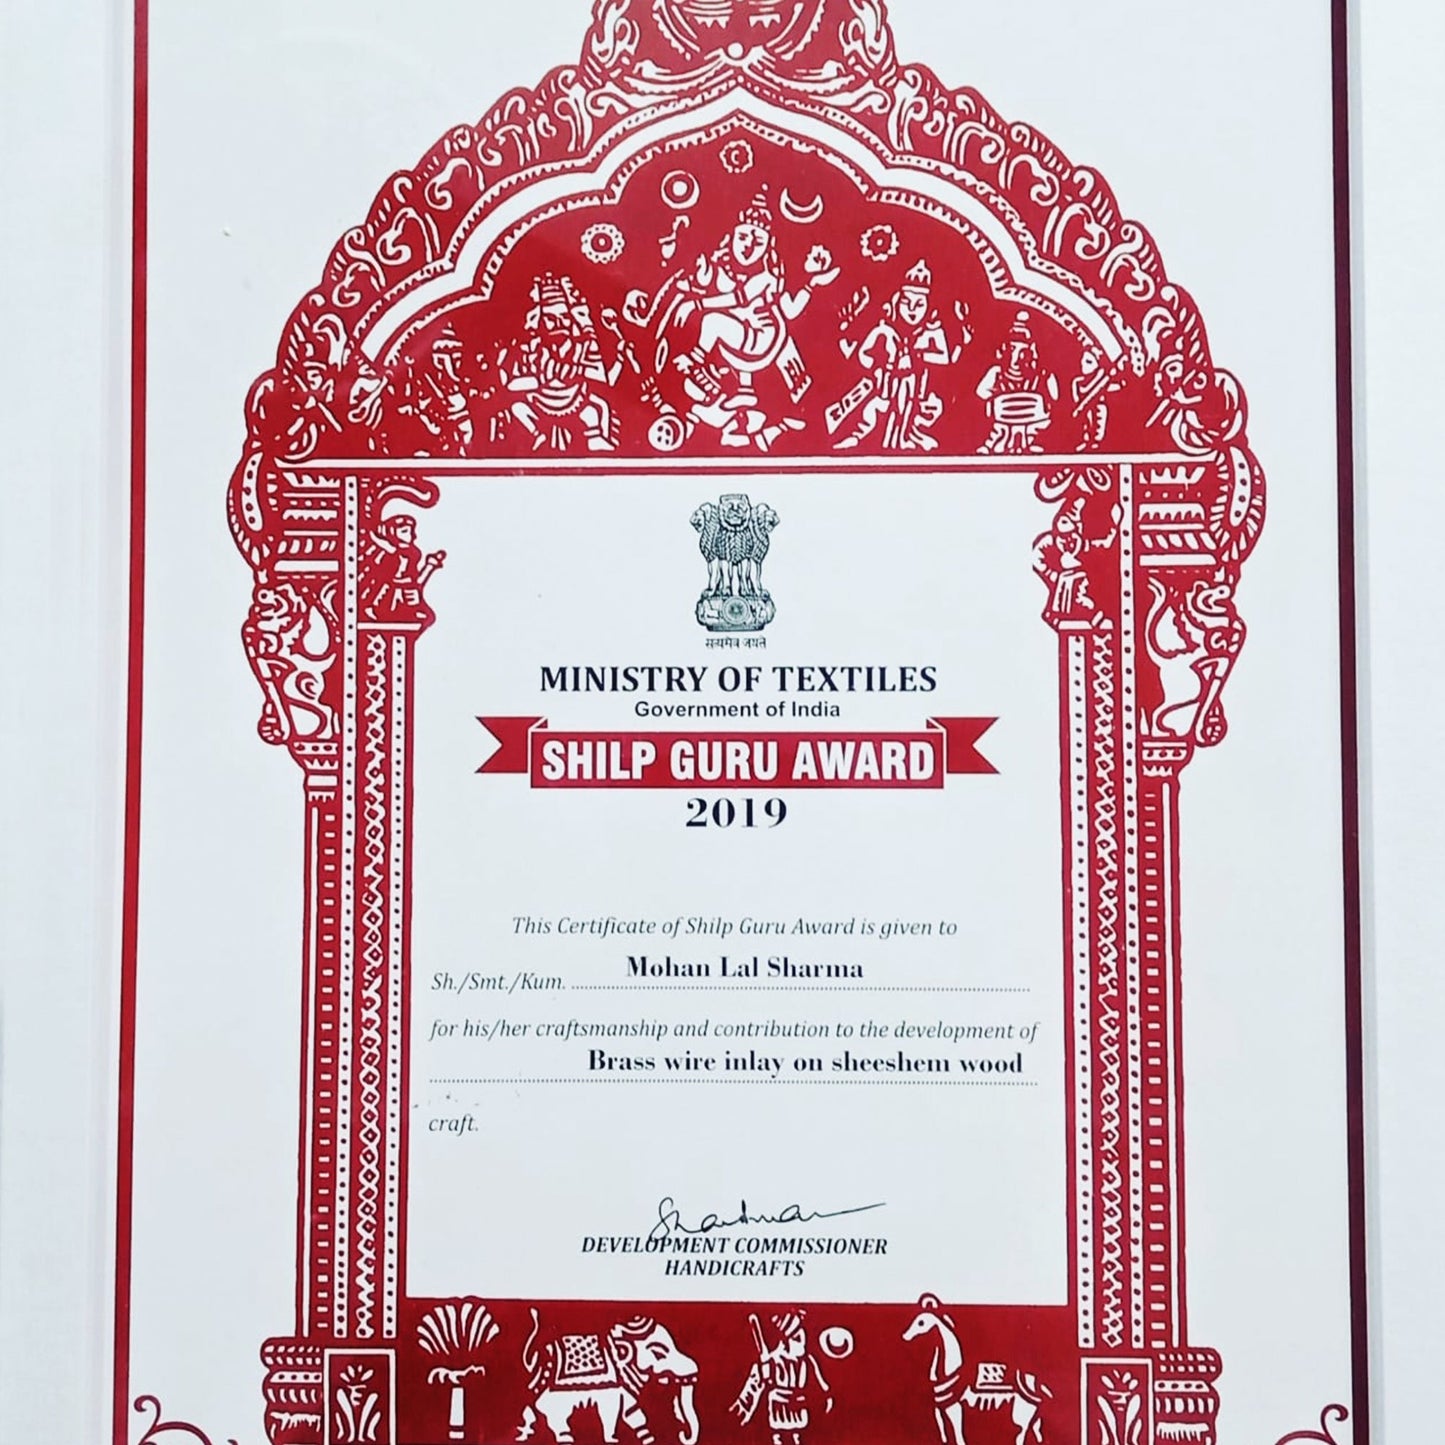 सत्यमेव जयते
MINISTRY OF TEXTILES
Government of India
SHILP GURU AWARD
2019
This Certificate of Shilp Guru Award is given to
Sh./Smt./Kum. Mohan Lal Sharma
for his/her craftsmanship and contribution to the development of
Brass wire inlay on sheeshem wood
craft.
DEVELOPMENT COMMISSIONER
HANDICRAFTS